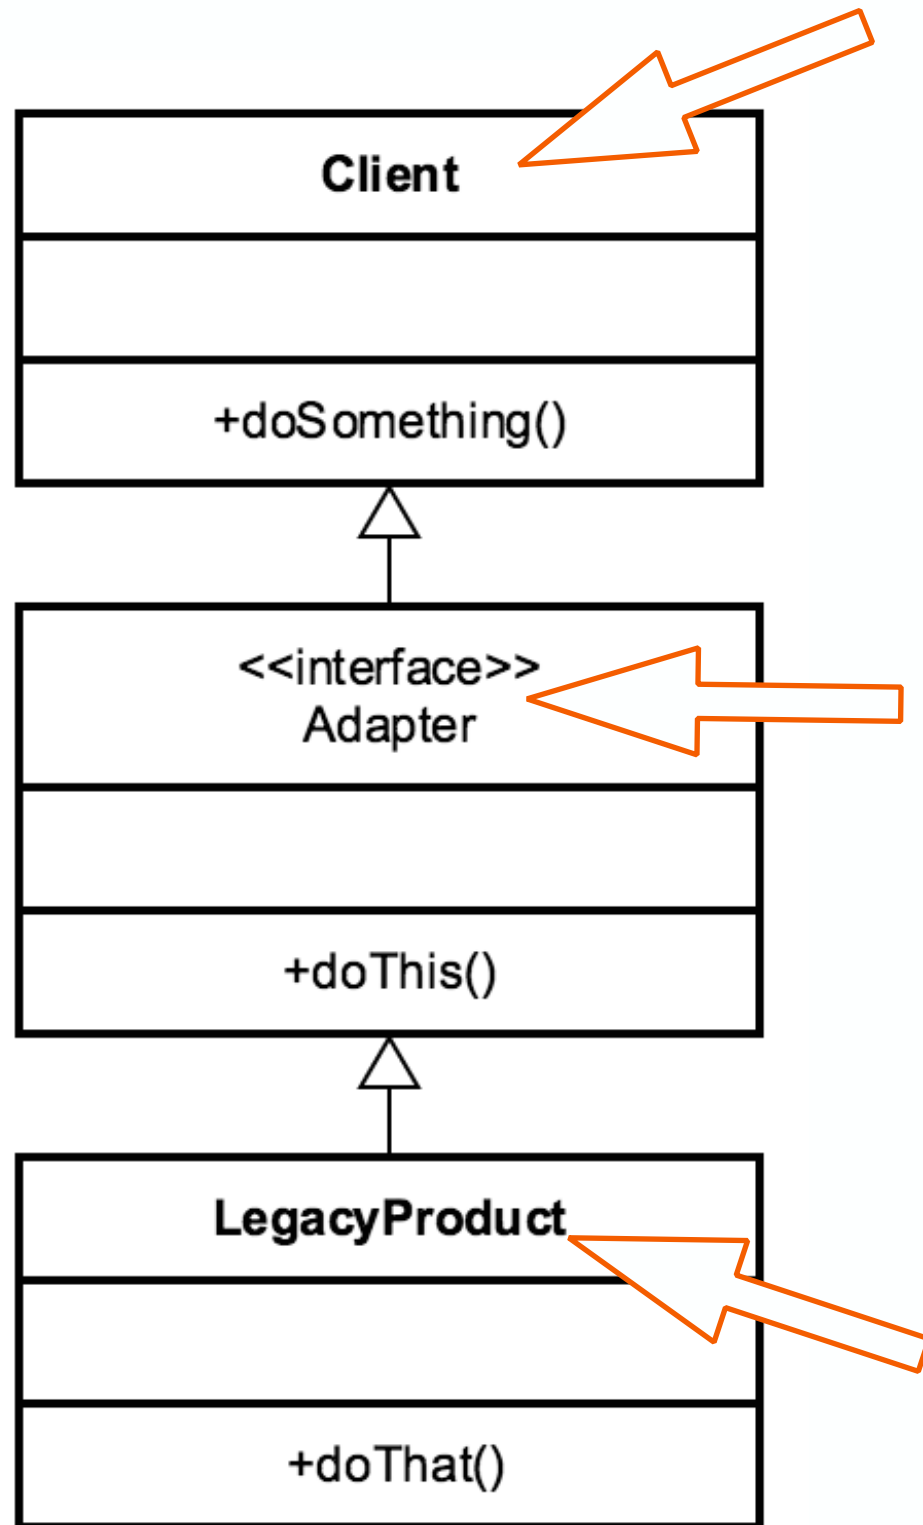 Client
+doSomething()
<<interface>>
Adapter
+doThis()
LegacyProduct
+doThat()